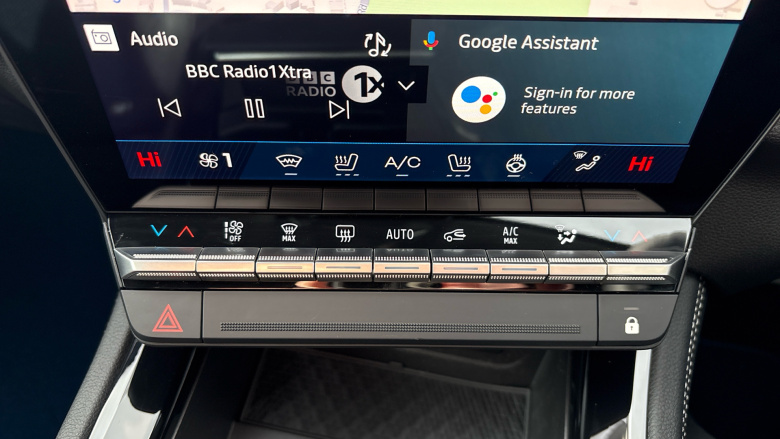 Audio
Google Assistant
BBC Radio1Xtra
BBC
RADIO
1X
Sign-in for more
features
Hi
1
A/C
Hi
OFF
MAX
AUTO
A/C
MAX